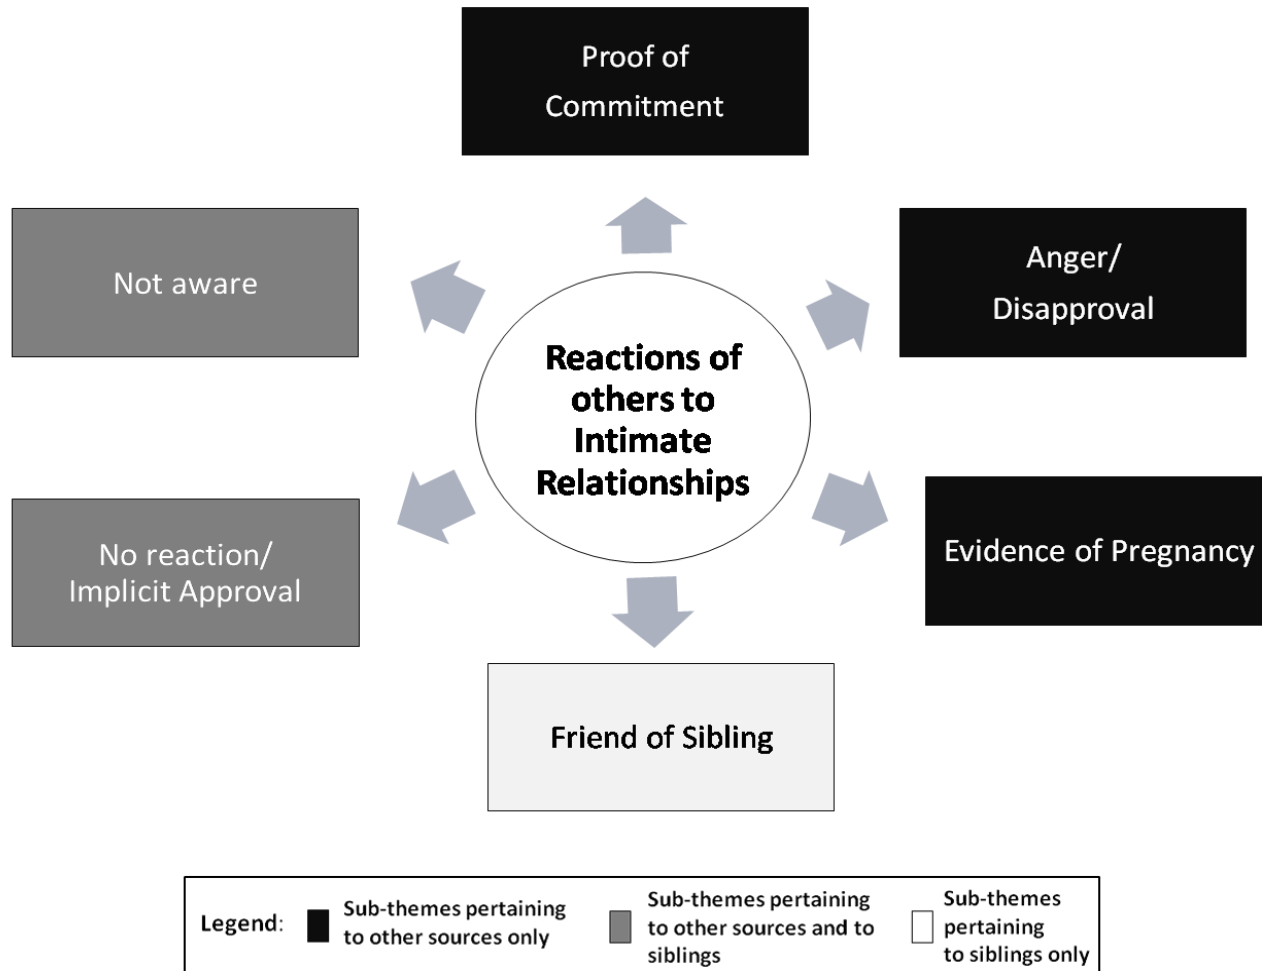 Proof of
Commitment
Not aware
Anger/
Disapproval
Reactions of
others to
Intimate
Relationships
No reaction/
Implicit Approval
Evidence of Pregnancy
Friend of Sibling
Legend:
Sub-themes pertaining
to other sources only
Sub-themes pertaining
to other sources and to
siblings
Sub-themes
pertaining
to siblings only